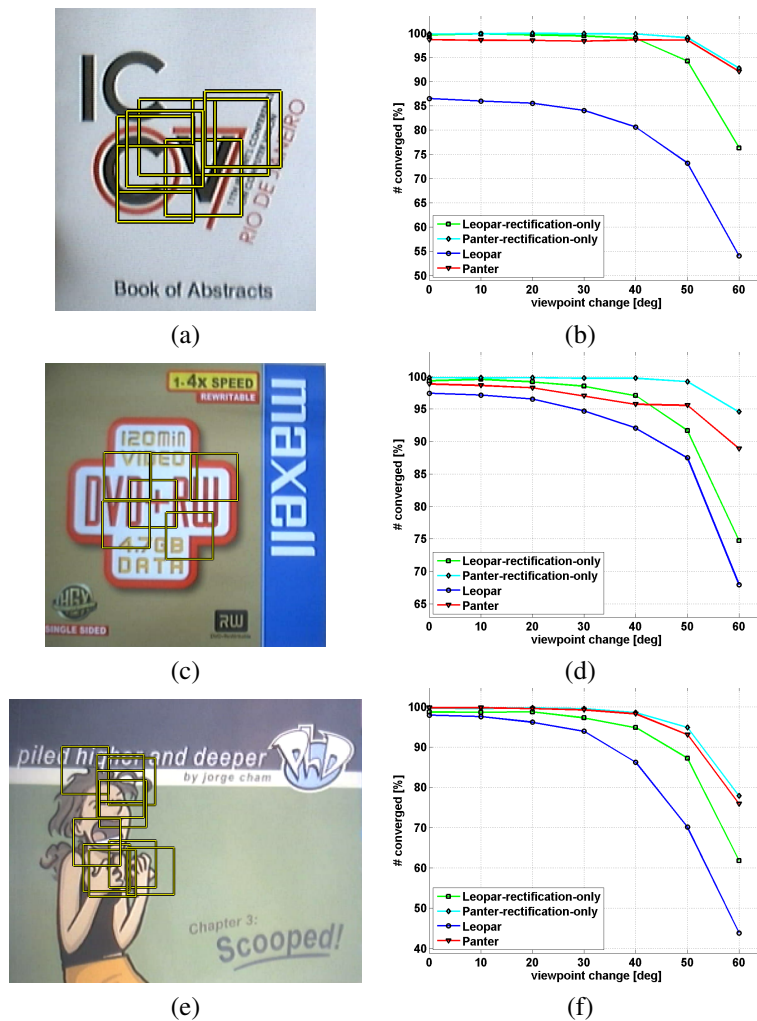 IC
CV
11TH
CONFERENCE
RIO DE JANEIRO
Book of Abstracts
(a)
# converged [%]
100
95
90
85
80
75
70
65
60
55
50
Leopar-rectification-only
Panter-rectification-only
Leopar
Panter
0 10 20 30 40 50 60
viewpoint change [deg]
(b)
1-4X SPEED
REWRITABLE
maxell
120min
VIDEO
DVD+RW
4.7GB
DATA
SINGLE SIDED
RW
(c)
# converged [%]
100
95
90
85
80
75
70
65
Leopar-rectification-only
Panter-rectification-only
Leopar
Panter
0 10 20 30 40 50 60
viewpoint change [deg]
(d)
piled higher and deeper
by jorge cham
PhD
Chapter 3:
Scooped!
(e)
# converged [%]
100
90
80
70
60
50
40
Leopar-rectification-only
Panter-rectification-only
Leopar
Panter
0 10 20 30 40 50 60
viewpoint change [deg]
(f)